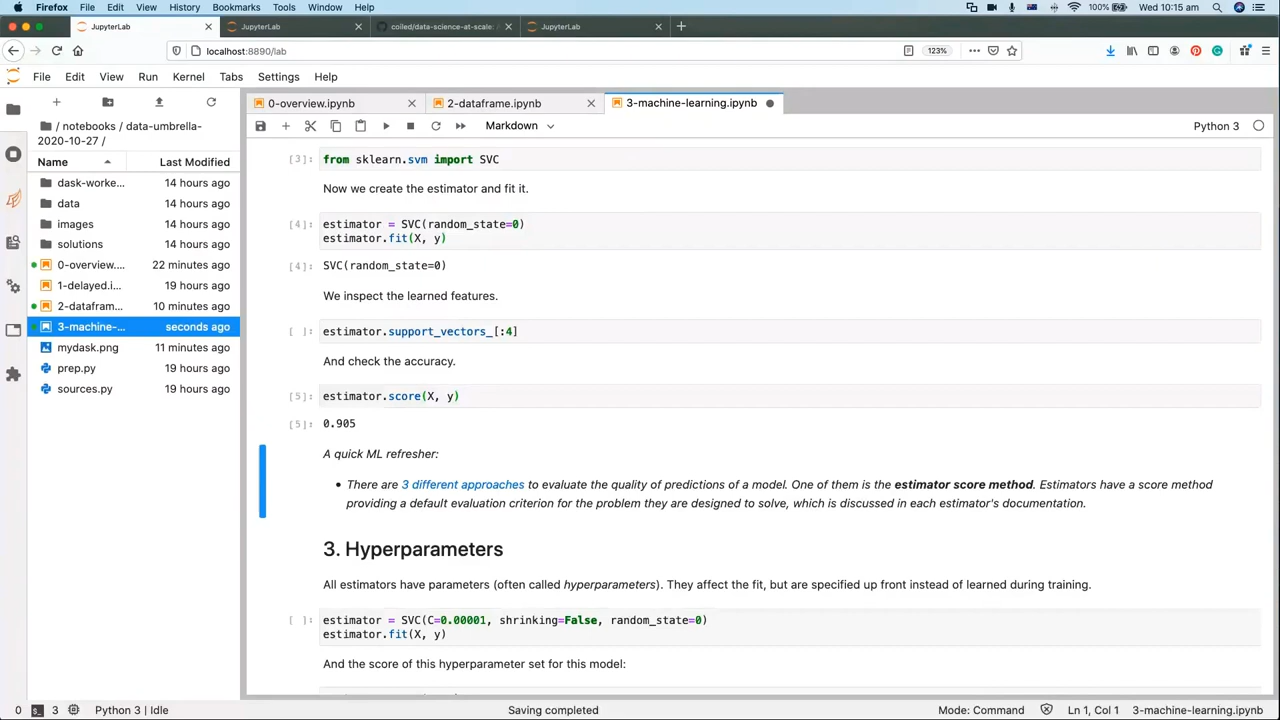 Firefox File Edit View History Bookmarks Tools Window Help 100% Wed 10:15 am
JupyterLab JupyterLab coiled/data-science-at-scale: JupyterLab
localhost:8890/lab 123%
File Edit View Run Kernel Tabs Settings Help
0-overview.ipynb 2-dataframe.ipynb 3-machine-learning.ipynb
/ notebooks / data-umbrella-
2020-10-27 /
Markdown Python 3
Name Last Modified
dask-worke... 14 hours ago
data 14 hours ago
images 14 hours ago
solutions 14 hours ago
0-overview.... 22 minutes ago
1-delayed.i... 19 hours ago
2-datafram... 10 minutes ago
3-machine-... seconds ago
mydask.png 11 minutes ago
prep.py 19 hours ago
sources.py 19 hours ago
[3]: from sklearn.svm import SVC
Now we create the estimator and fit it.
[4]: estimator = SVC(random_state=0)
estimator.fit(X, y)
[4]: SVC(random_state=0)
We inspect the learned features.
[ ]: estimator.support_vectors_[:4]
And check the accuracy.
[5]: estimator.score(X, y)
[5]: 0.905
A quick ML refresher:
• There are 3 different approaches to evaluate the quality of predictions of a model. One of them is the estimator score method. Estimators have a score method
providing a default evaluation criterion for the problem they are designed to solve, which is discussed in each estimator's documentation.
3. Hyperparameters
All estimators have parameters (often called hyperparameters). They affect the fit, but are specified up front instead of learned during training.
[ ]: estimator = SVC(C=0.00001, shrinking=False, random_state=0)
estimator.fit(X, y)
And the score of this hyperparameter set for this model:
0 3 Python 3 | Idle Saving completed Mode: Command Ln 1, Col 1 3-machine-learning.ipynb